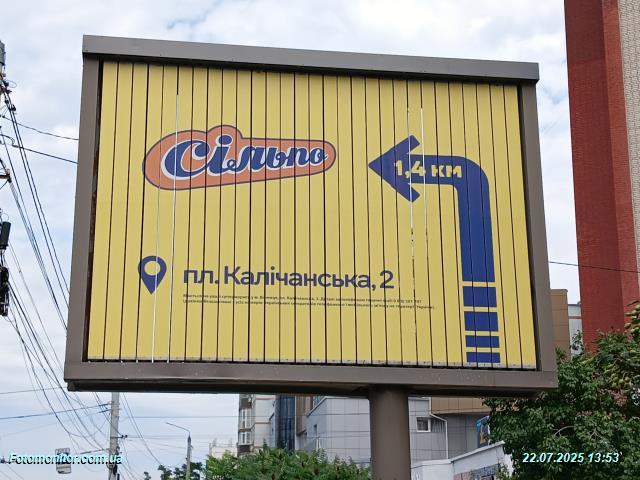 Сільпо
1,4 км
пл. Калічанська, 2
Fotomonitor.com.ua
22.07.2025 13:53